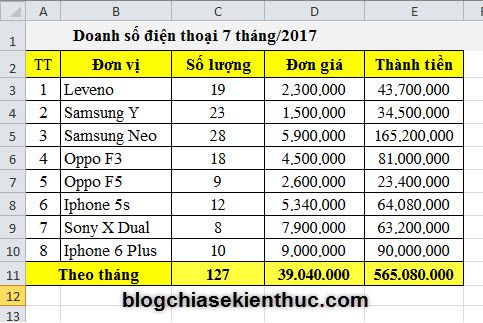 A B C D E
1 Doanh số điện thoại 7 tháng/2017
2 TT Đơn vị Số lượng Đơn giá Thành tiền
3 1 Leveno 19 2,300,000 43,700,000
4 2 Samsung Y 23 1,500,000 34,500,000
5 3 Samsung Neo 28 5,900,000 165,200,000
6 4 Oppo F3 18 4,500,000 81,000,000
7 5 Oppo F5 9 2,600,000 23,400,000
8 6 Iphone 5s 12 5,340,000 64,080,000
9 7 Sony X Dual 8 7,900,000 63,200,000
10 8 Iphone 6 Plus 10 9,000,000 90,000,000
11 Theo tháng 127 39.040.000 565.080.000
12
blogchiasekienthuc.com
13